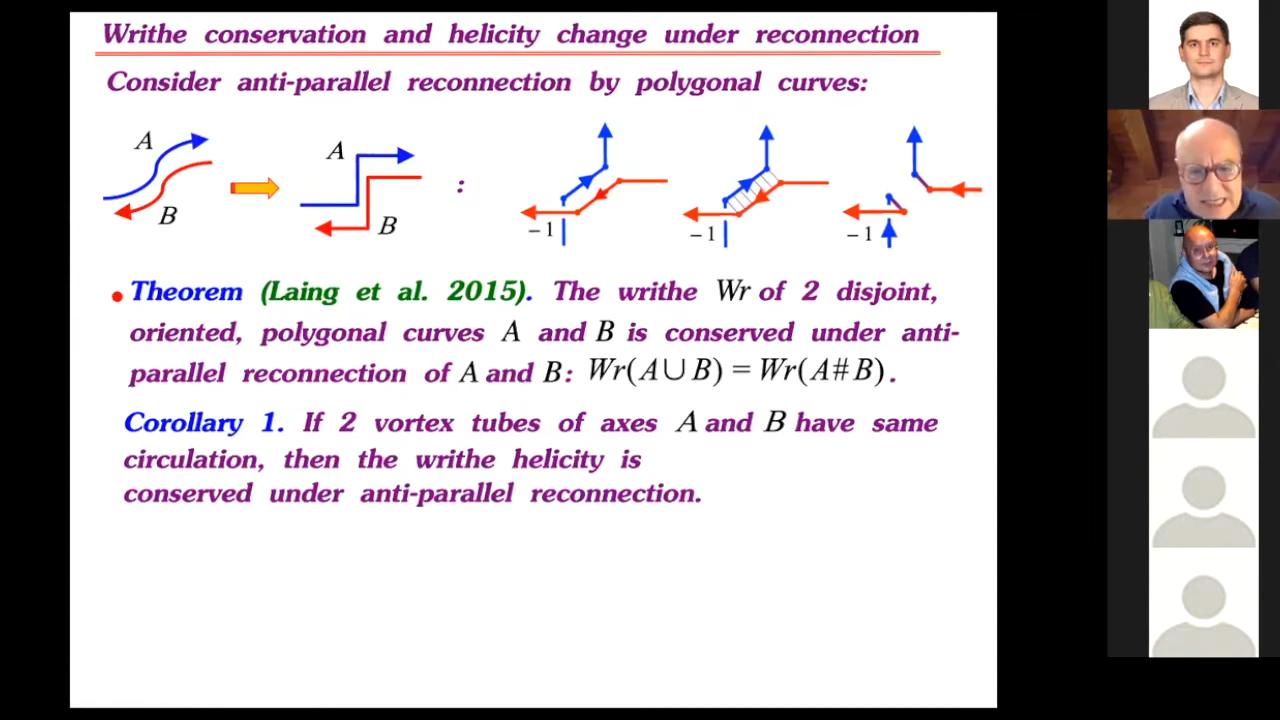 Writhe conservation and helicity change under reconnection
Consider anti-parallel reconnection by polygonal curves:
A
B
A
B
:
– 1
– 1
– 1
• Theorem (Laing et al. 2015). The writhe Wr of 2 disjoint,
oriented, polygonal curves A and B is conserved under anti-
parallel reconnection of A and B: Wr(A∪B) = Wr(A#B).
Corollary 1. If 2 vortex tubes of axes A and B have same
circulation, then the writhe helicity is
conserved under anti-parallel reconnection.